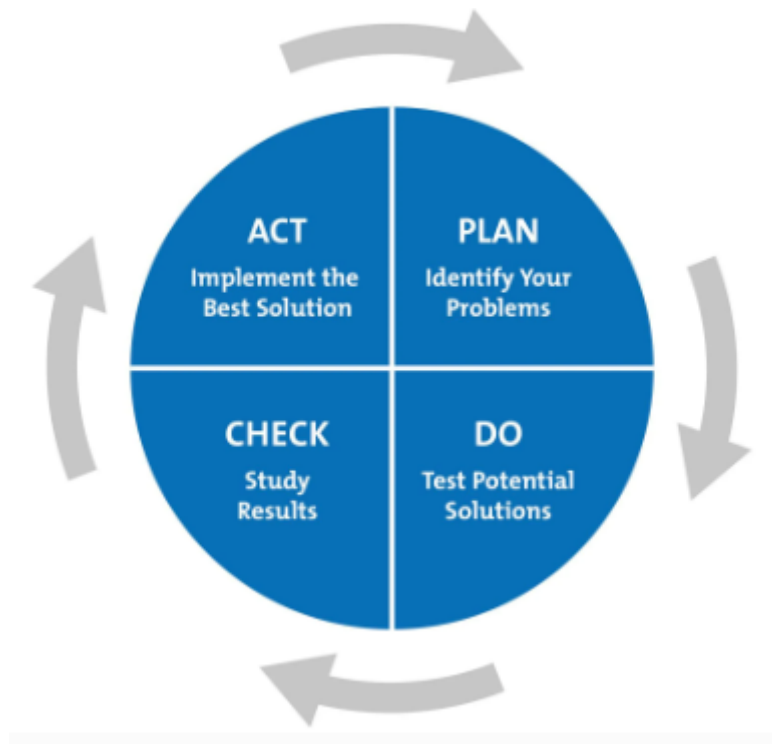 ACT
Implement the
Best Solution
PLAN
Identify Your
Problems
CHECK
Study
Results
DO
Test Potential
Solutions